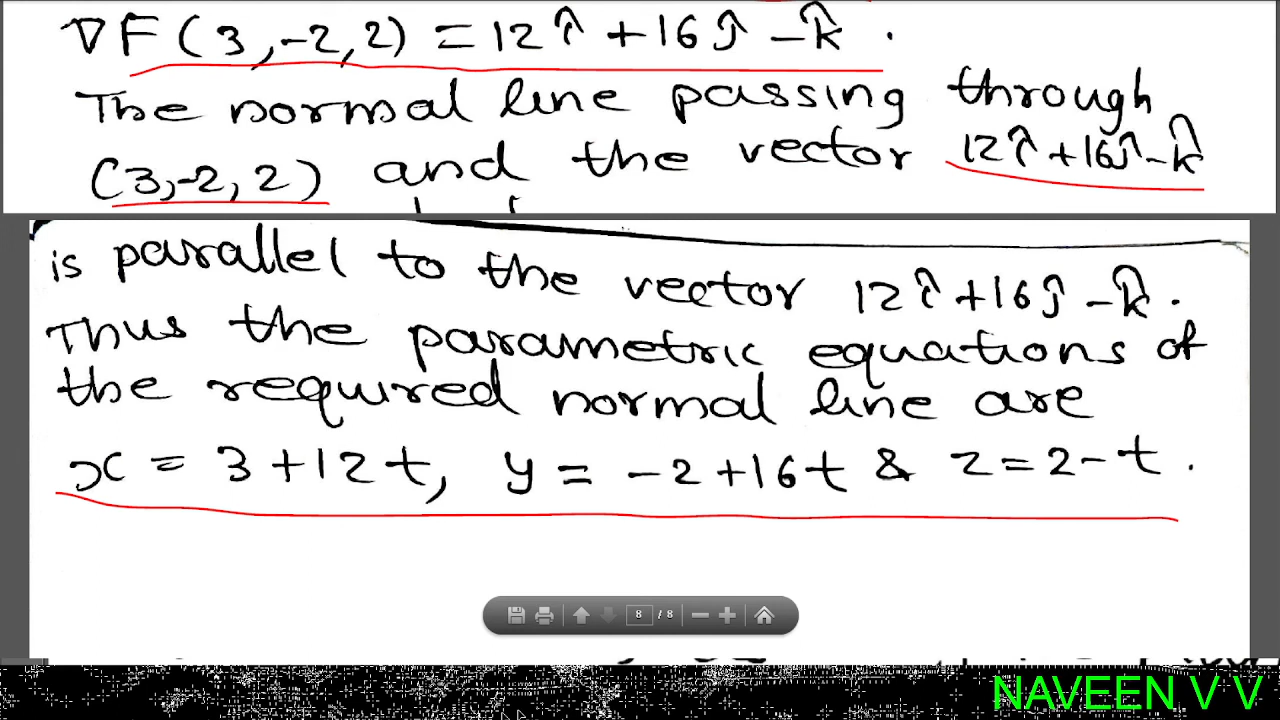 ∇F(3,-2,2) = 12î + 16ĵ - k̂ .
The normal line passing through
(3,-2,2) and the vector 12î + 16ĵ - k̂
is parallel to the vector 12î + 16ĵ - k̂ .
Thus the parametric equations of
the required normal line are
x = 3 + 12t, y = -2 + 16t & z = 2 - t .
8 / 8
NAVEEN V V